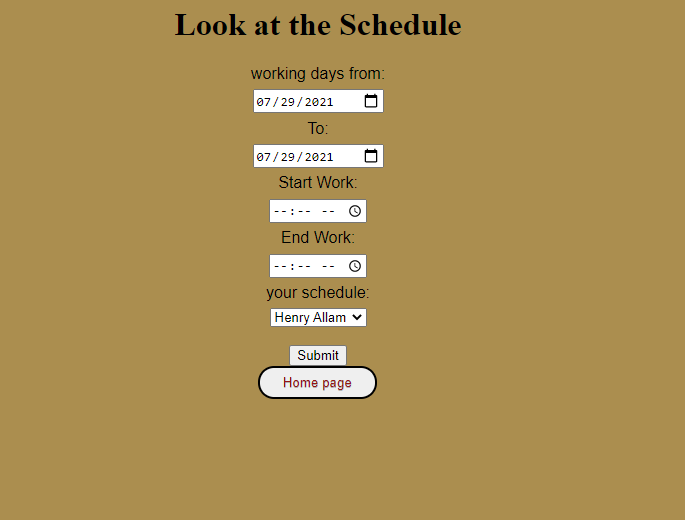 Look at the Schedule
working days from:
07/29/2021
To:
07/29/2021
Start Work:
--:-- --
End Work:
--:-- --
your schedule:
Henry Allam
Submit
Home page